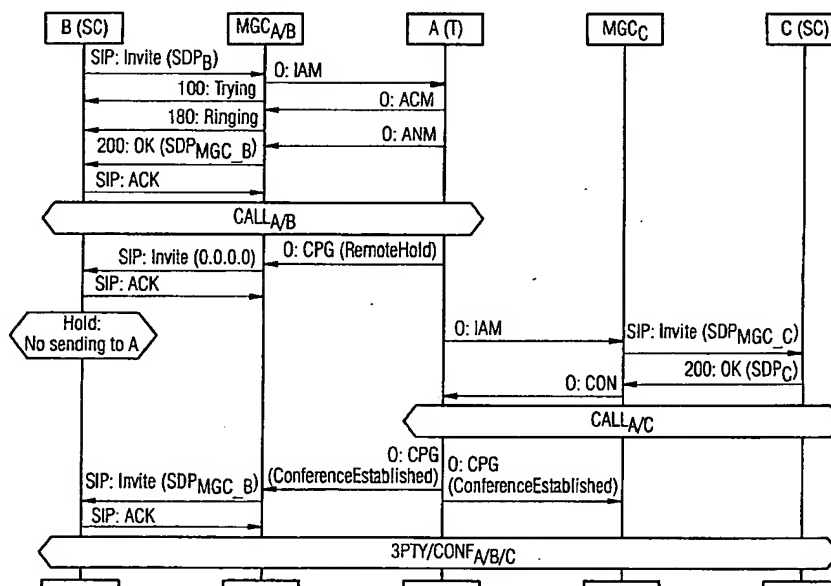 B (SC)
MGCA/B
A (T)
MGCC
C (SC)
SIP: Invite (SDPB)
0: IAM
100: Trying
0: ACM
180: Ringing
0: ANM
200: OK (SDPMGC_B)
SIP: ACK
CALLA/B
0: CPG (RemoteHold)
SIP: Invite (0.0.0.0)
SIP: ACK
Hold:
No sending to A
0: IAM
SIP: Invite (SDPMGC_C)
200: OK (SDPC)
0: CON
CALLA/C
0: CPG
(ConferenceEstablished)
0: CPG
(ConferenceEstablished)
SIP: Invite (SDPMGC_B)
SIP: ACK
3PTY/CONFA/B/C